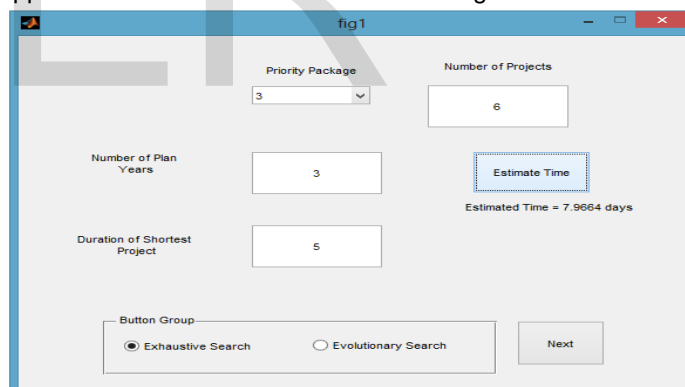 fig1
Priority Package
Number of Projects
3
6
Number of Plan
Years
3
Estimate Time
Estimated Time = 7.9664 days
Duration of Shortest
Project
5
Button Group
Exhaustive Search
Evolutionary Search
Next